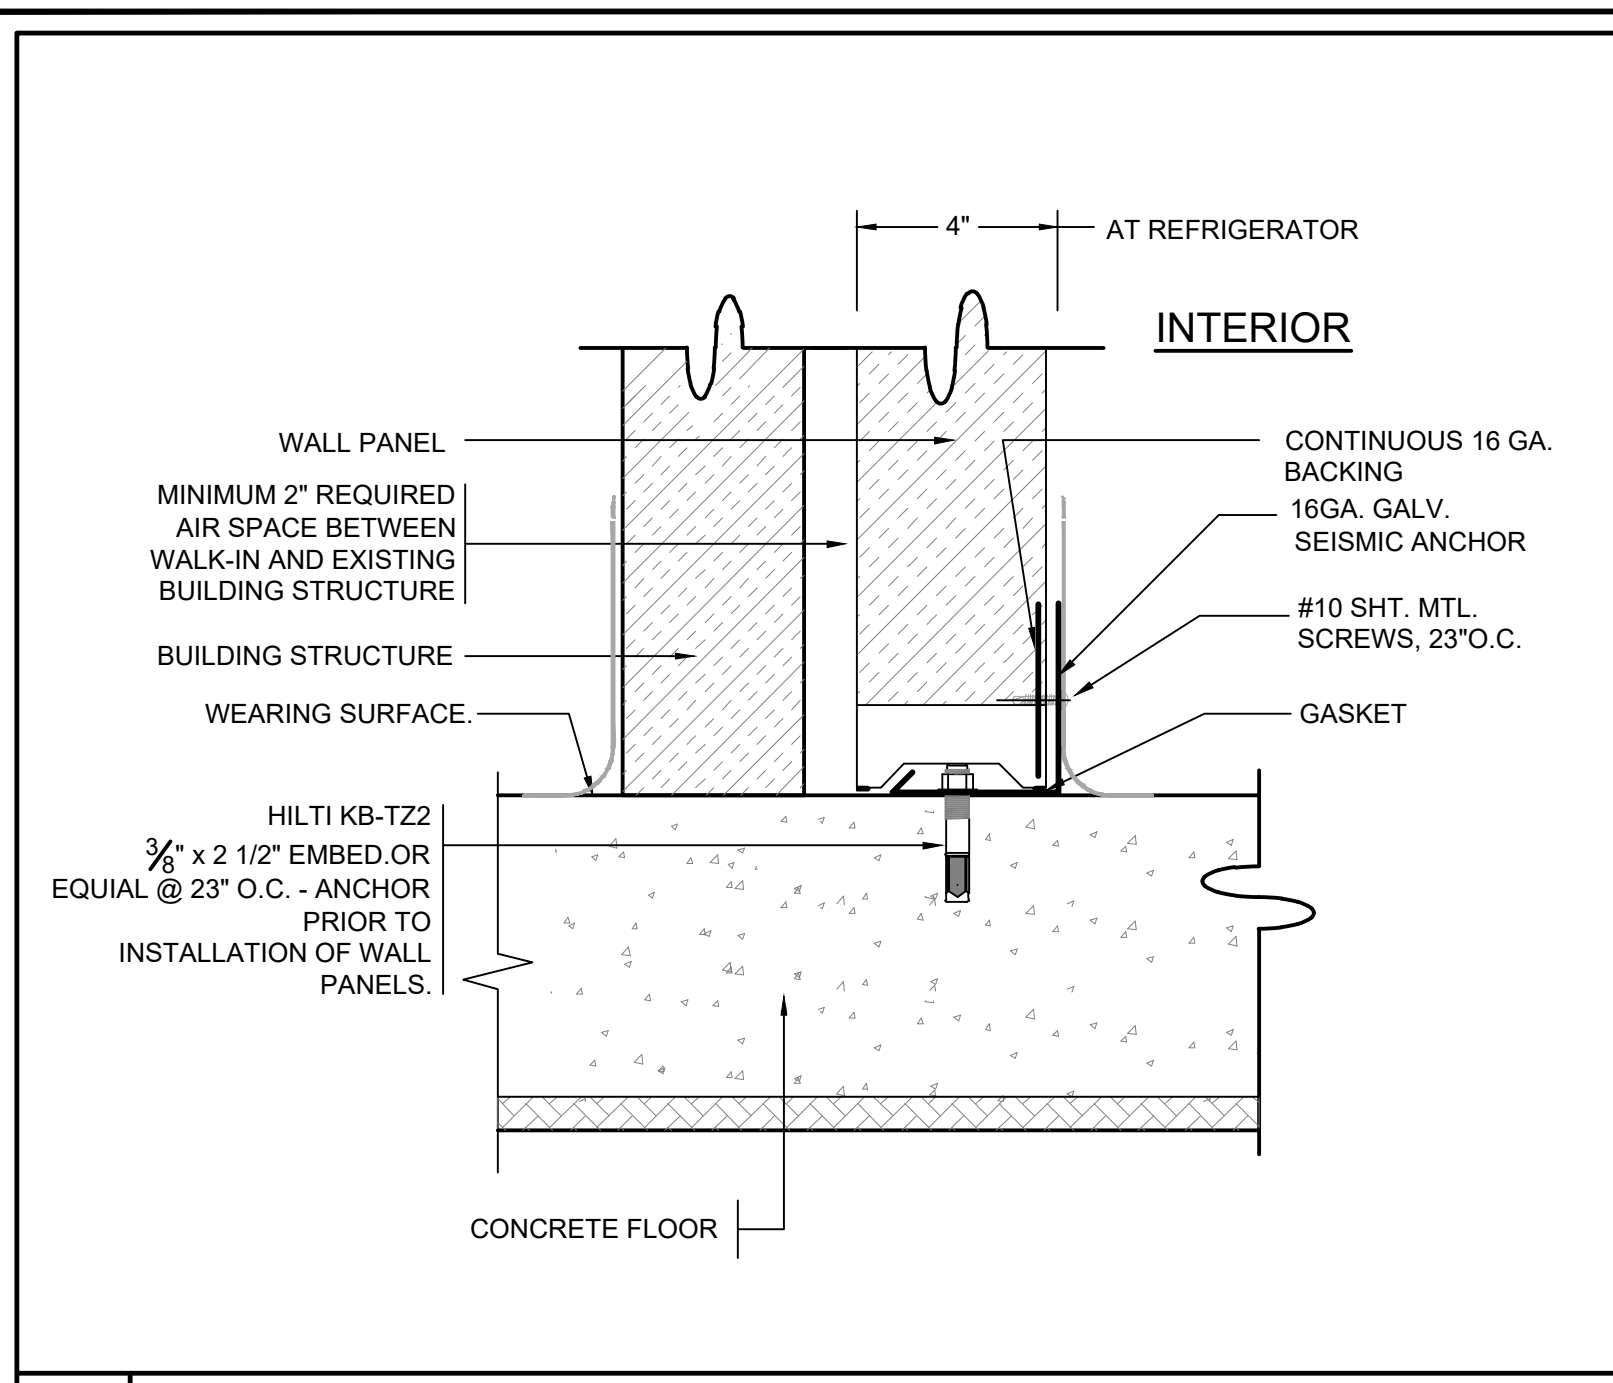 4"
AT REFRIGERATOR
INTERIOR
WALL PANEL
MINIMUM 2" REQUIRED
AIR SPACE BETWEEN
WALK-IN AND EXISTING
BUILDING STRUCTURE
BUILDING STRUCTURE
WEARING SURFACE.
HILTI KB-TZ2
3/8" x 2 1/2" EMBED.OR
EQUIAL @ 23" O.C. - ANCHOR
PRIOR TO
INSTALLATION OF WALL
PANELS.
CONTINUOUS 16 GA.
BACKING
16GA. GALV.
SEISMIC ANCHOR
#10 SHT. MTL.
SCREWS, 23"O.C.
GASKET
CONCRETE FLOOR